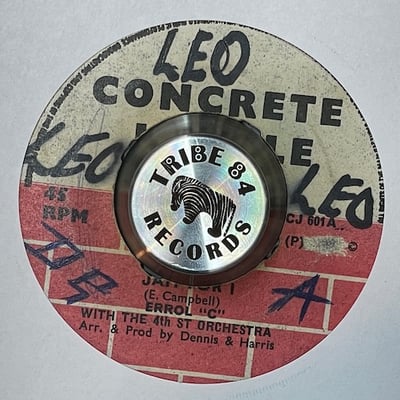 LEO
CONCRETE
LEO
LEO
45
RPM
TRIBE 84
RECORDS
CJ 601A..
(P)
©
A
(E. Campbell)
ERROL "C"
WITH THE 4th ST ORCHESTRA
Arr. & Prod by Dennis & Harris